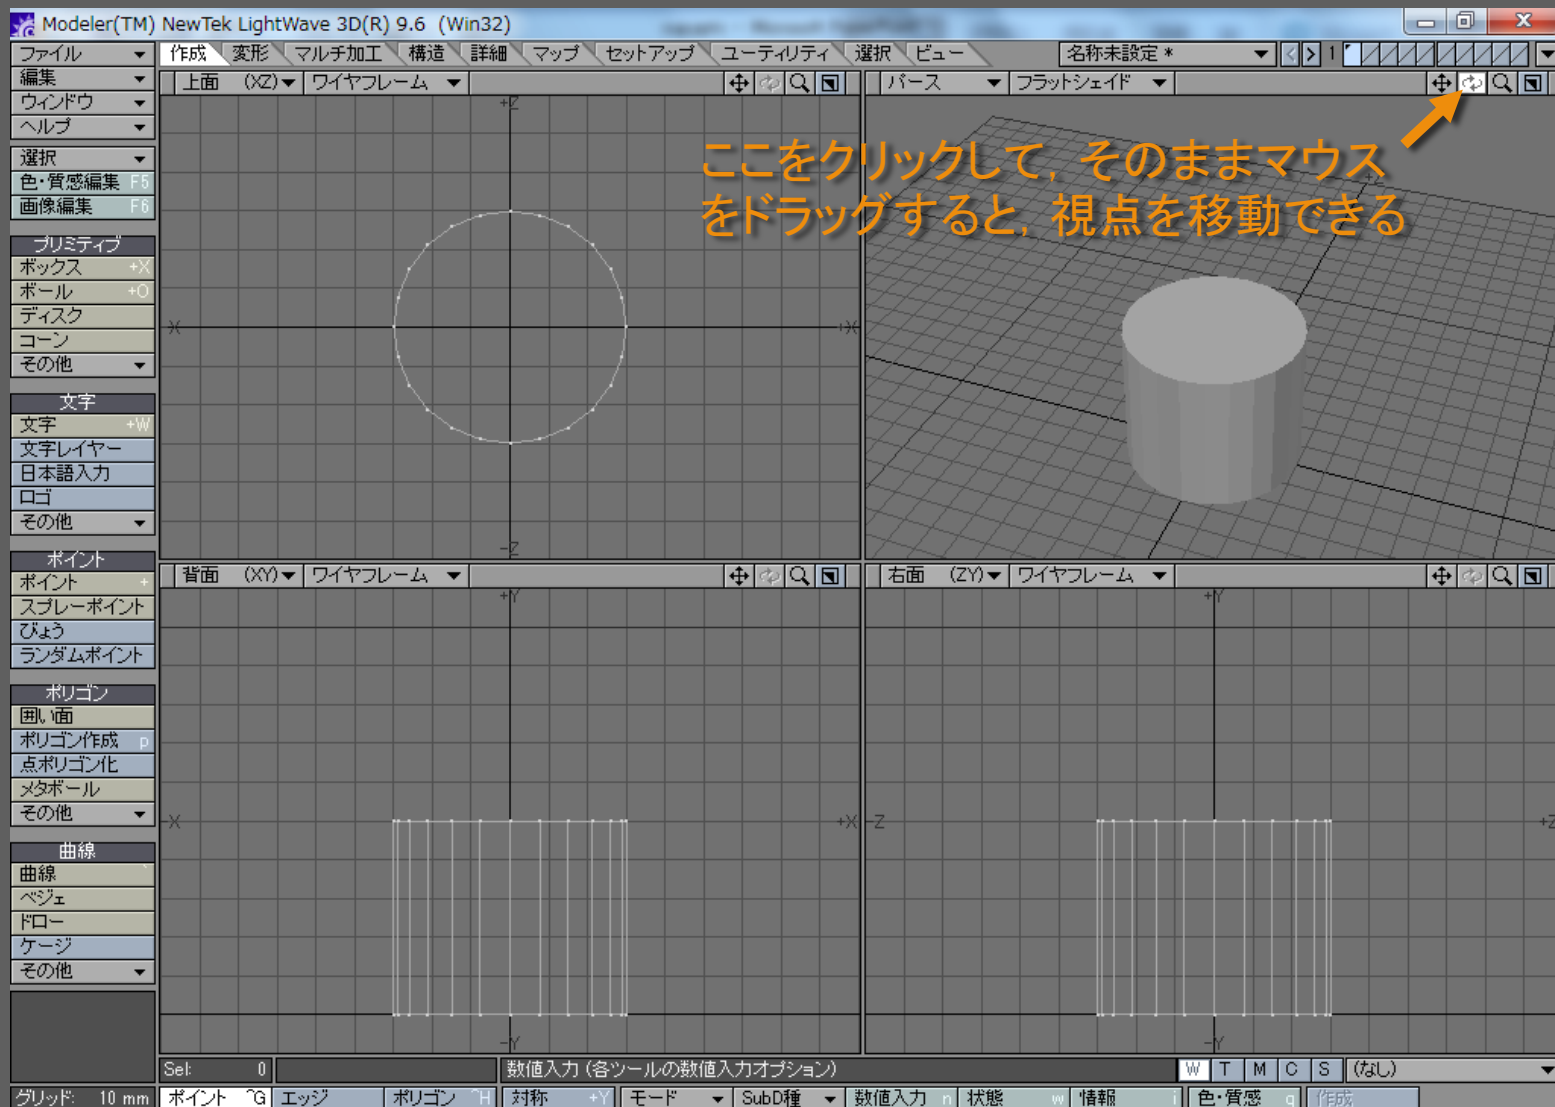 Modeler(TM) NewTek LightWave 3D(R) 9.6 (Win32)
ファイル
編集
ウィンドウ
ヘルプ
選択
色・質感編集 F5
画像編集 F6
プリミティブ
ボックス +X
ボール +O
ディスク
コーン
その他
文字
文字 +W
文字レイヤー
日本語入力
ロゴ
その他
ポイント
ポイント +
スプレーポイント
びょう
ランダムポイント
ポリゴン
囲い面
ポリゴン作成 p
点ポリゴン化
メタボール
その他
曲線
曲線 `
ベジェ
ドロー
ケージ
その他
作成 変形 マルチ加工 構造 詳細 マップ セットアップ ユーティリティ 選択 ビュー 名称未設定 * < > 1
上面 (XZ) ワイヤフレーム
+Z
-X
+X
-Z
パース フラットシェイド
ここをクリックして，そのままマウス
をドラッグすると，視点を移動できる
背面 (XY) ワイヤフレーム
+Y
-X
+X
-Y
右面 (ZY) ワイヤフレーム
+Y
-Z
+Z
-Y
Sel: 0 数値入力 (各ツールの数値入力オプション) W T M C S (なし)
グリッド: 10 mm ポイント ^G エッジ ポリゴン ^H 対称 +Y モード SubD種 数値入力 n 状態 w 情報 i 色・質感 q 作成